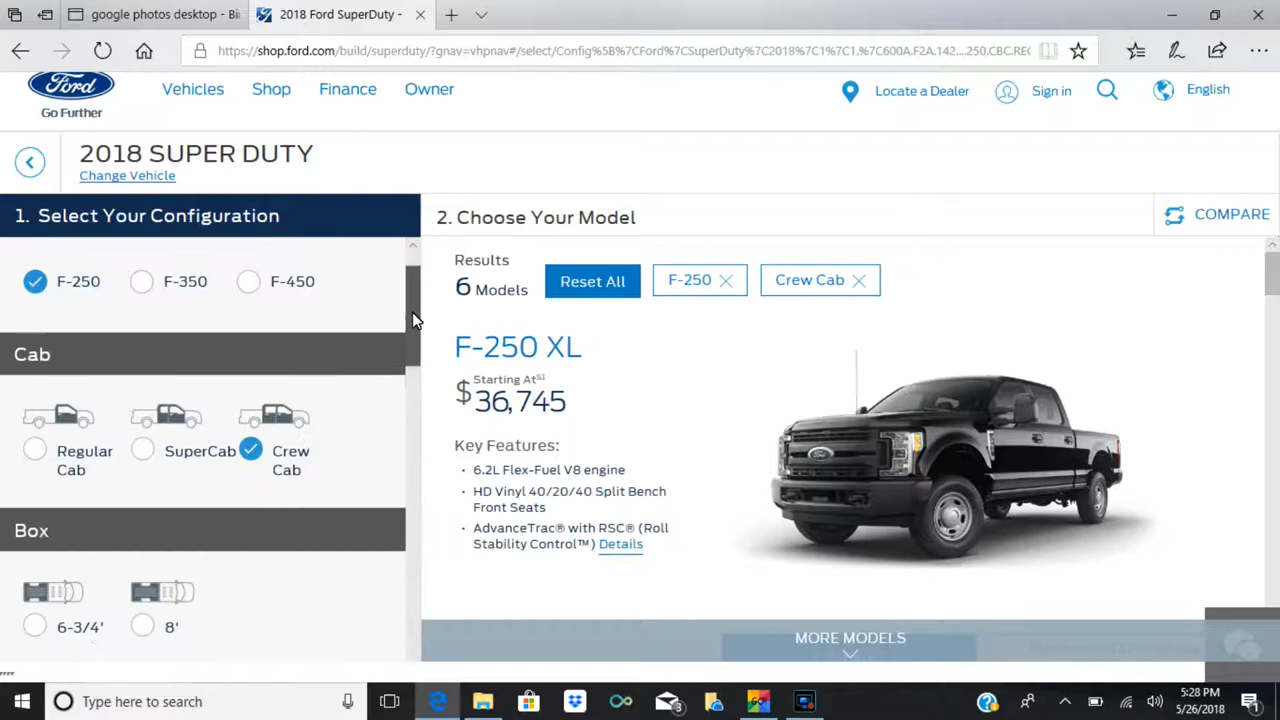 google photos desktop - Bi
2018 Ford SuperDuty -
https://shop.ford.com/build/superduty/?gnav=vhpnav#/select/Config%5B%7CFord%7CSuperDuty%7C2018%7C1%7C1.%7C600A.F2A.142....250.CBC.REC
Ford
Go Further
Vehicles
Shop
Finance
Owner
Locate a Dealer
Sign in
English
2018 SUPER DUTY
Change Vehicle
1. Select Your Configuration
2. Choose Your Model
COMPARE
F-250
F-350
F-450
Results
6 Models
Reset All
F-250
Crew Cab
Cab
Regular Cab
SuperCab
Crew Cab
F-250 XL
Starting At S1
$36,745
Key Features:
• 6.2L Flex-Fuel V8 engine
• HD Vinyl 40/20/40 Split Bench
Front Seats
• AdvanceTrac® with RSC® (Roll
Stability Control™) Details
Box
6-3/4'
8'
MORE MODELS
Type here to search
3
5:28 PM
5/26/2018
1